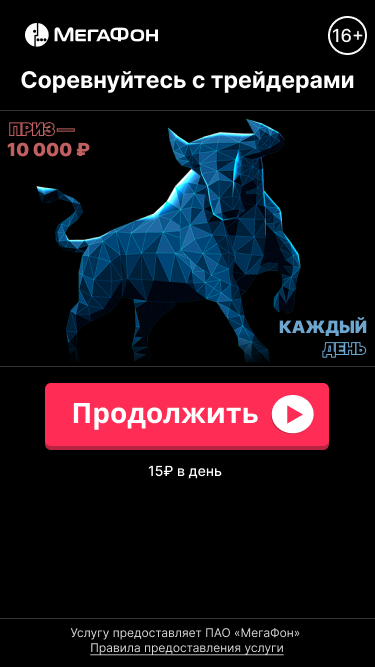 МЕГАФОН
16+
Соревнуйтесь с трейдерами
ПРИЗ —
10 000 ₽
КАЖДЫЙ
ДЕНЬ
Продолжить
15₽ в день
Услугу предоставляет ПАО «МегаФон»
Правила предоставления услуги